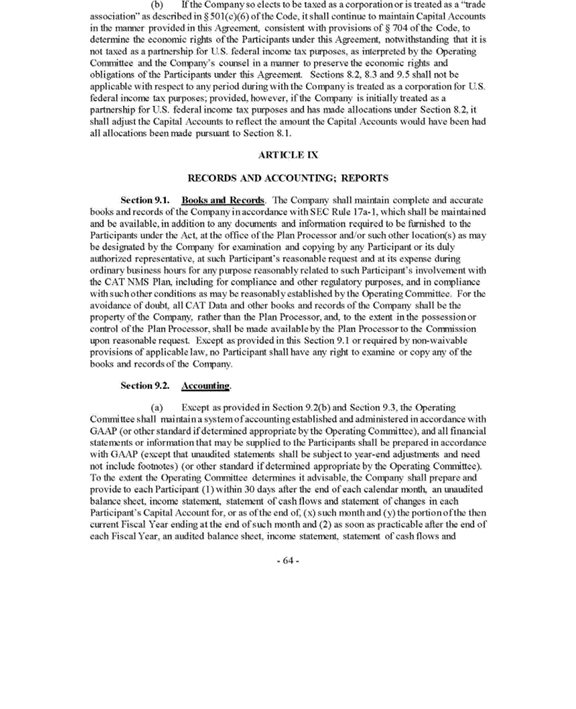 (b) If the Company so elects to be taxed as a corporation or is treated as a “trade
association” as described in § 501(c)(6) of the Code, it shall continue to maintain Capital Accounts
in the manner provided in this Agreement, consistent with provisions of § 704 of the Code, to
determine the economic rights of the Participants under this Agreement, notwithstanding that it is
not taxed as a partnership for U.S. federal income tax purposes, as interpreted by the Operating
Committee and the Company’s counsel in a manner to preserve the economic rights and
obligations of the Participants under this Agreement. Sections 8.2, 8.3 and 9.5 shall not be
applicable with respect to any period during with the Company is treated as a corporation for U.S.
federal income tax purposes; provided, however, if the Company is initially treated as a
partnership for U.S. federal income tax purposes and has made allocations under Section 8.2, it
shall adjust the Capital Accounts to reflect the amount the Capital Accounts would have been had
all allocations been made pursuant to Section 8.1.
ARTICLE IX
RECORDS AND ACCOUNTING; REPORTS
Section 9.1. Books and Records. The Company shall maintain complete and accurate
books and records of the Company in accordance with SEC Rule 17a-1, which shall be maintained
and be available, in addition to any documents and information required to be furnished to the
Participants under the Act, at the office of the Plan Processor and/or such other location(s) as may
be designated by the Company for examination and copying by any Participant or its duly
authorized representative, at such Participant’s reasonable request and at its expense during
ordinary business hours for any purpose reasonably related to such Participant’s involvement with
the CAT NMS Plan, including for compliance and other regulatory purposes, and in compliance
with such other conditions as may be reasonably established by the Operating Committee. For the
avoidance of doubt, all CAT Data and other books and records of the Company shall be the
property of the Company, rather than the Plan Processor, and, to the extent in the possession or
control of the Plan Processor, shall be made available by the Plan Processor to the Commission
upon reasonable request. Except as provided in this Section 9.1 or required by non-waivable
provisions of applicable law, no Participant shall have any right to examine or copy any of the
books and records of the Company.
Section 9.2. Accounting.
(a) Except as provided in Section 9.2(b) and Section 9.3, the Operating
Committee shall maintain a system of accounting established and administered in accordance with
GAAP (or other standard if determined appropriate by the Operating Committee), and all financial
statements or information that may be supplied to the Participants shall be prepared in accordance
with GAAP (except that unaudited statements shall be subject to year-end adjustments and need
not include footnotes) (or other standard if determined appropriate by the Operating Committee).
To the extent the Operating Committee determines it advisable, the Company shall prepare and
provide to each Participant (1) within 30 days after the end of each calendar month, an unaudited
balance sheet, income statement, statement of cash flows and statement of changes in each
Participant’s Capital Account for, or as of the end of, (x) such month and (y) the portion of the then
current Fiscal Year ending at the end of such month and (2) as soon as practicable after the end of
each Fiscal Year, an audited balance sheet, income statement, statement of cash flows and
- 64 -